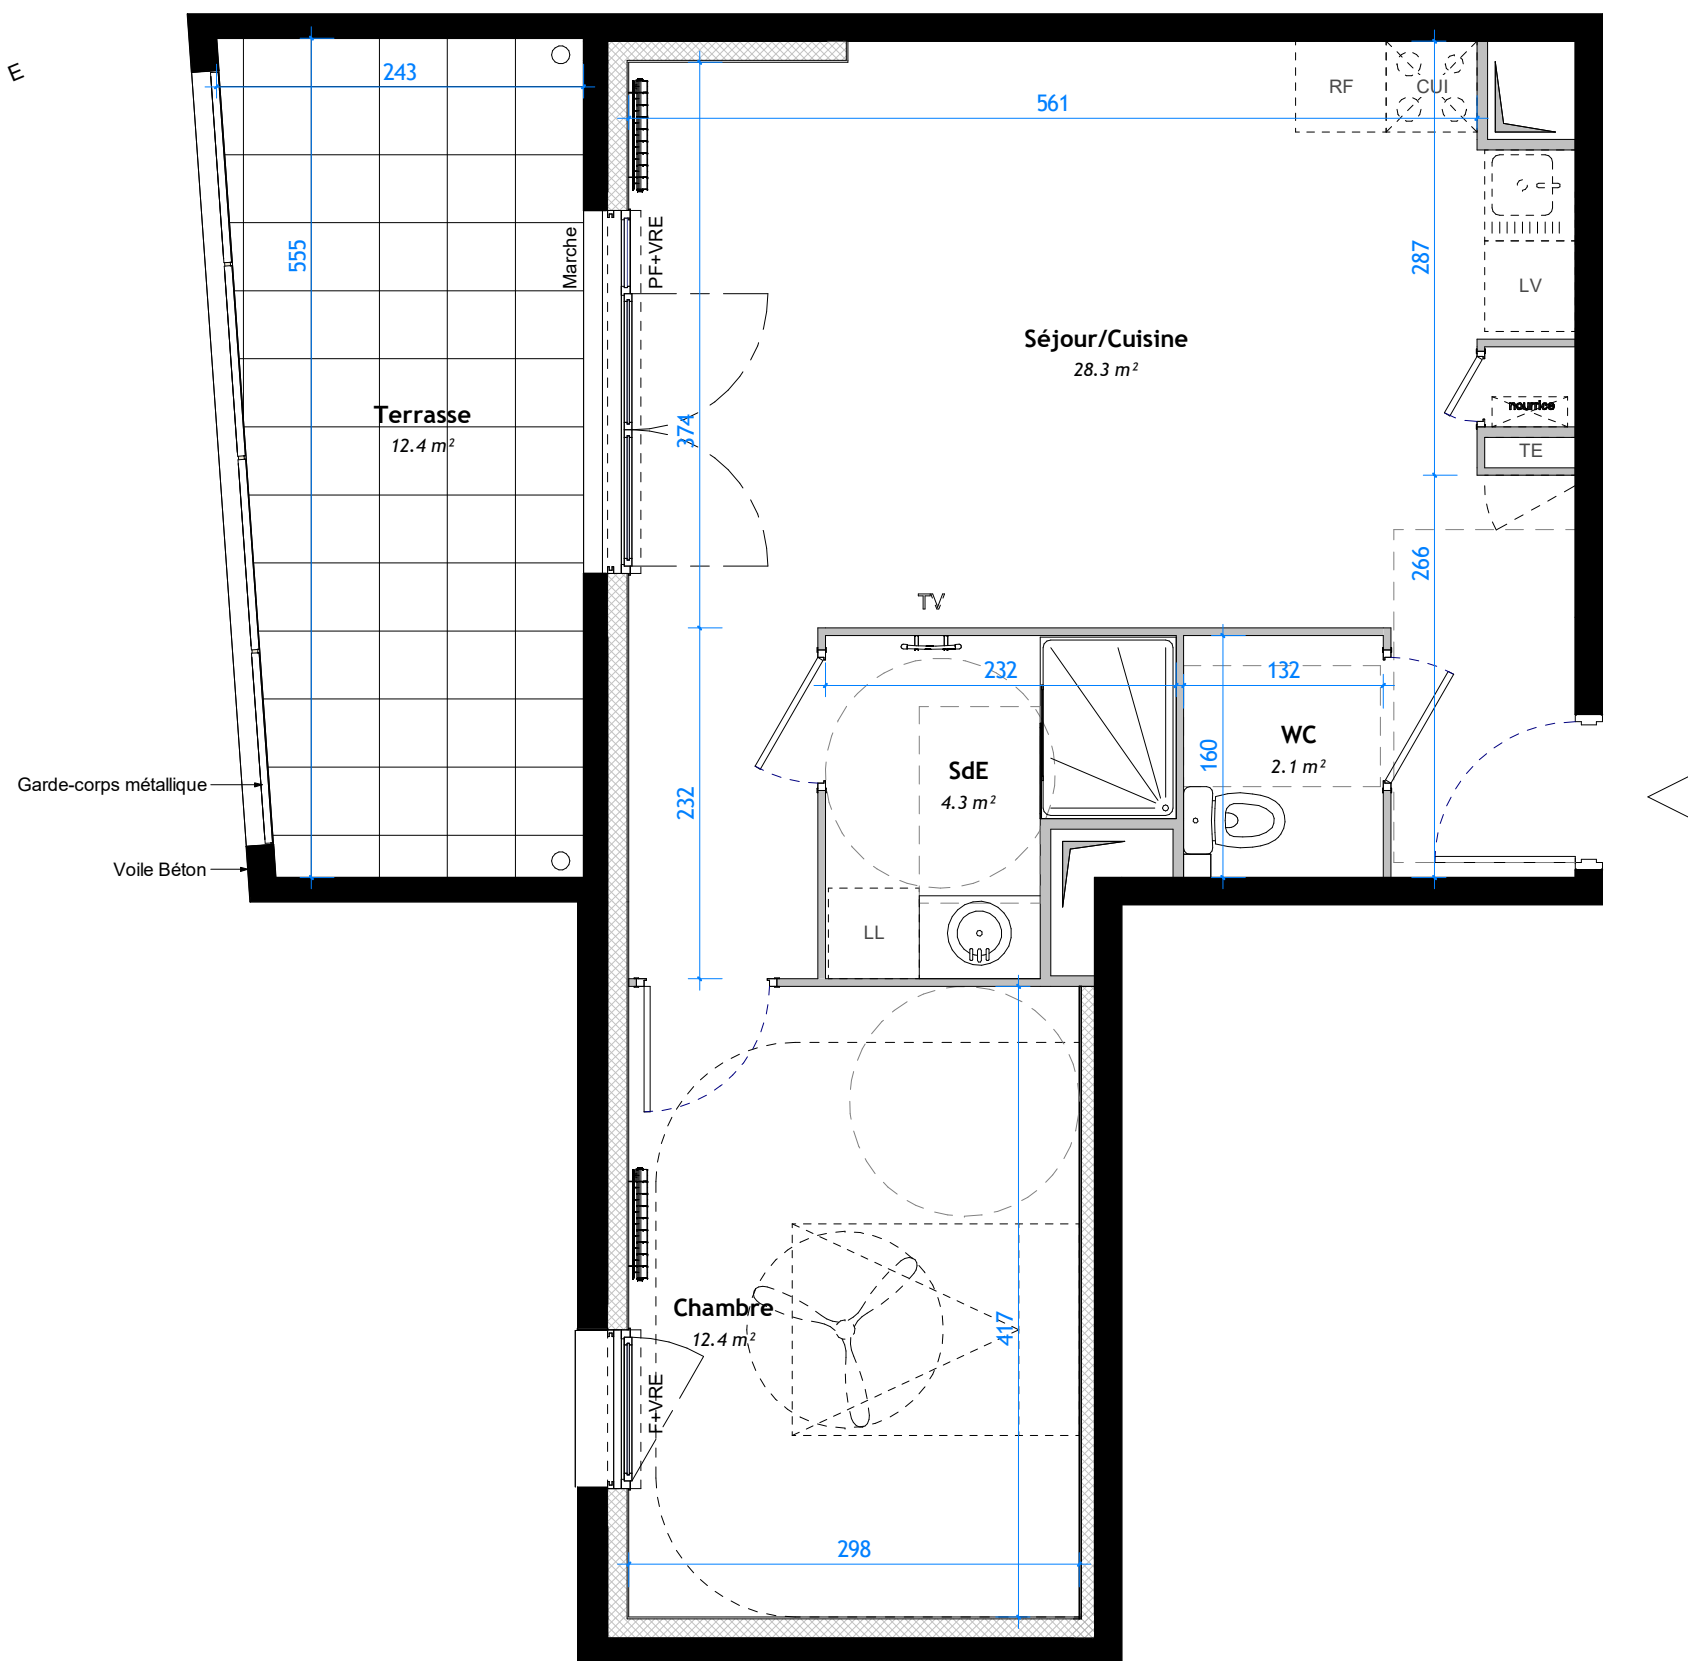 E
243
561
RF
CUI
555
Marche
PF+VRE
287
LV
Séjour/Cuisine
28.3 m²
nourrice
Terrasse
12.4 m²
374
TE
266
TV
232
132
WC
2.1 m²
160
SdE
4.3 m²
Garde-corps métallique
232
Voile Béton
LL
Chambre
12.4 m²
417
F+VRE
298